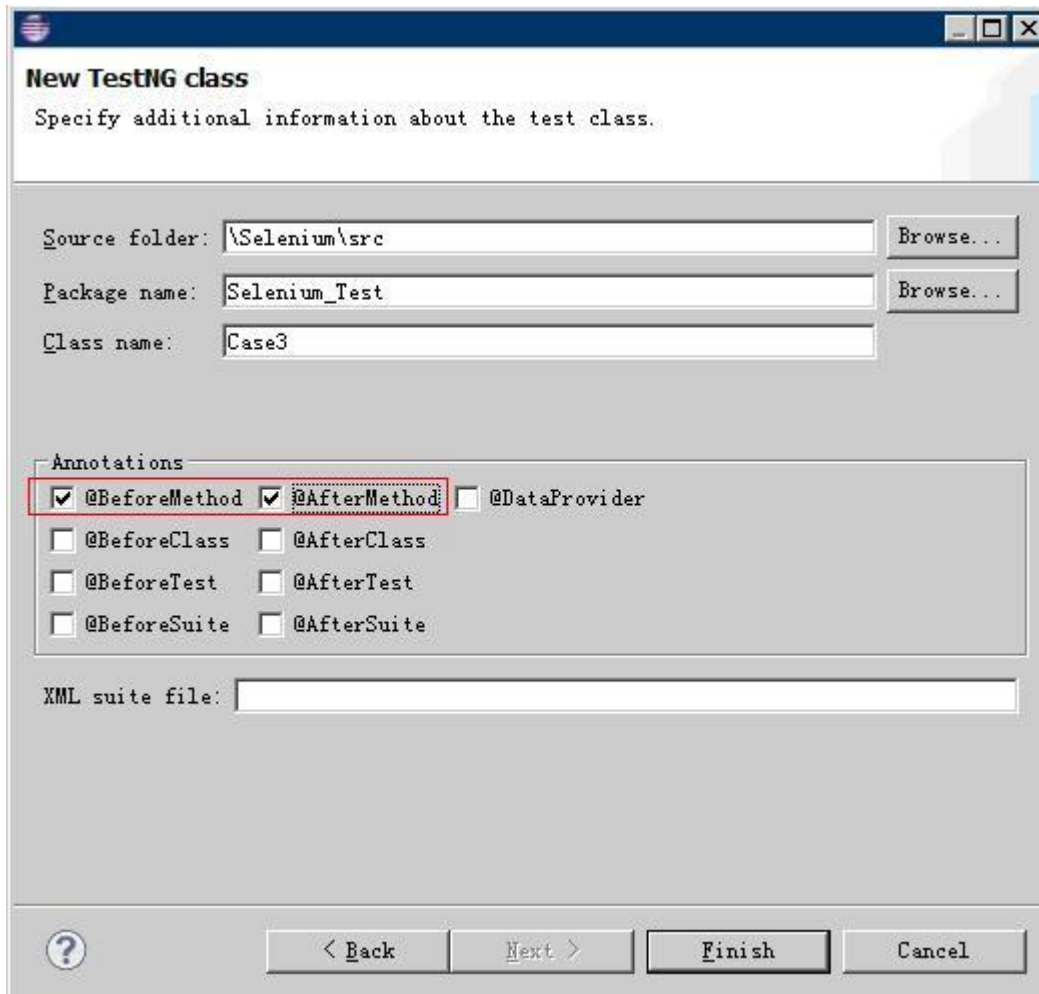 New TestNG class
Specify additional information about the test class.
Source folder: \Selenium\src Browse...
Package name: Selenium_Test Browse...
Class name: Case3
Annotations
@BeforeMethod @AfterMethod @DataProvider
@BeforeClass @AfterClass
@BeforeTest @AfterTest
@BeforeSuite @AfterSuite
XML suite file:
? < Back Next > Finish Cancel